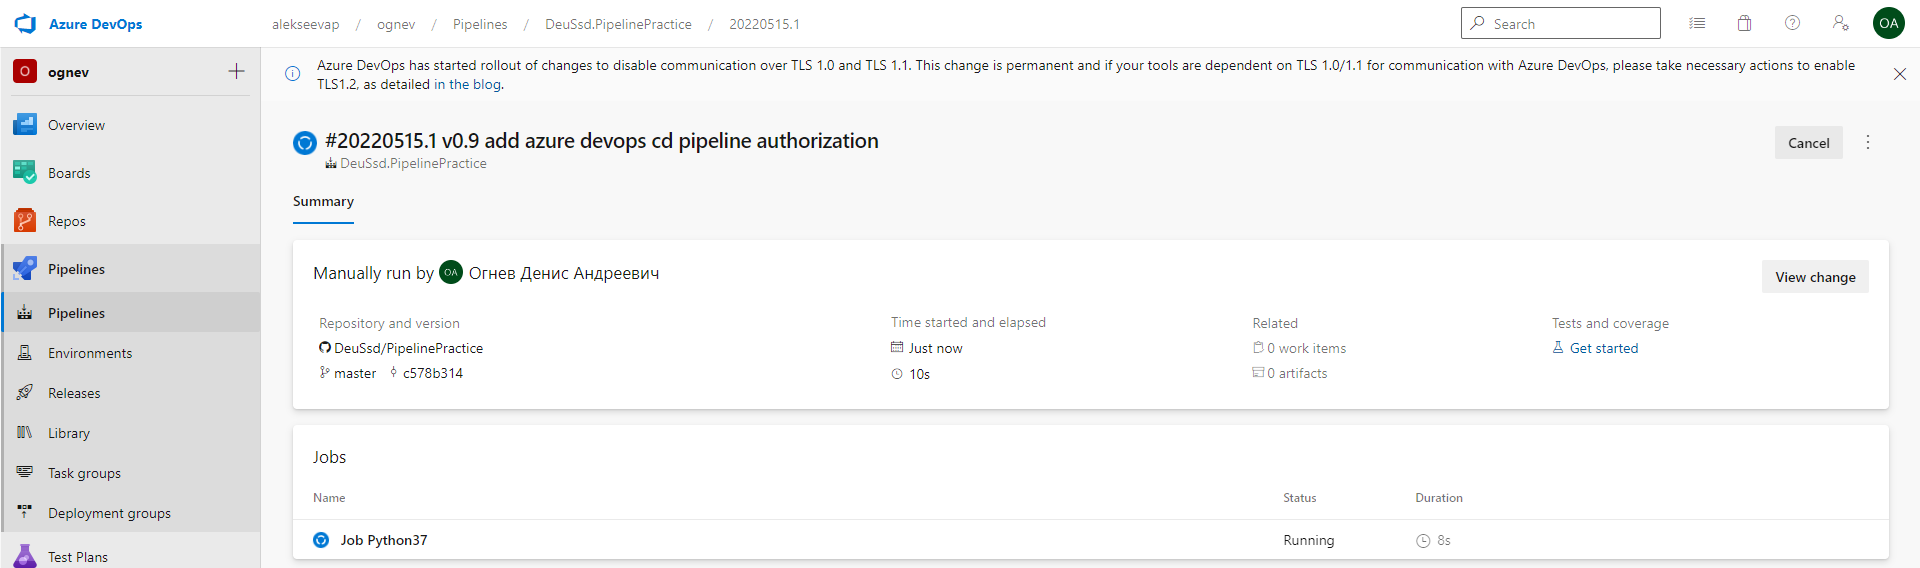 Azure DevOps
alekseevap / ognev / Pipelines / DeuSsd.PipelinePractice / 20220515.1
Search
OA
O ognev
Azure DevOps has started rollout of changes to disable communication over TLS 1.0 and TLS 1.1. This change is permanent and if your tools are dependent on TLS 1.0/1.1 for communication with Azure DevOps, please take necessary actions to enable
TLS1.2, as detailed in the blog.
Overview
Boards
Repos
Pipelines
Pipelines
Environments
Releases
Library
Task groups
Deployment groups
Test Plans
#20220515.1 v0.9 add azure devops cd pipeline authorization
DeuSsd.PipelinePractice
Cancel
Summary
Manually run by OA Огнев Денис Андреевич
View change
Repository and version
DeuSsd/PipelinePractice
master c578b314
Time started and elapsed
Just now
10s
Related
0 work items
0 artifacts
Tests and coverage
Get started
Jobs
Name Status Duration
Job Python37 Running 8s